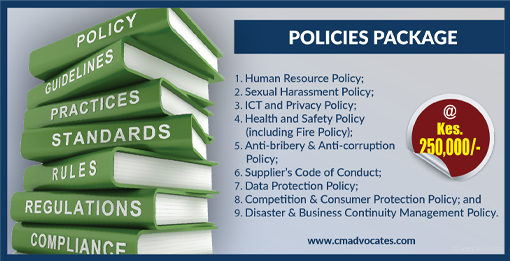 POLICY
GUIDELINES
PRACTICES
STANDARDS
RULES
REGULATIONS
COMPLIANCE
POLICIES PACKAGE
1. Human Resource Policy;
2. Sexual Harassment Policy;
3. ICT and Privacy Policy;
4. Health and Safety Policy
(including Fire Policy);
5. Anti-bribery & Anti-corruption
Policy;
6. Supplier's Code of Conduct;
7. Data Protection Policy;
8. Competition & Consumer Protection Policy; and
9. Disaster & Business Continuity Management Policy.
@
Kes.
250,000/-
www.cmadvocates.com